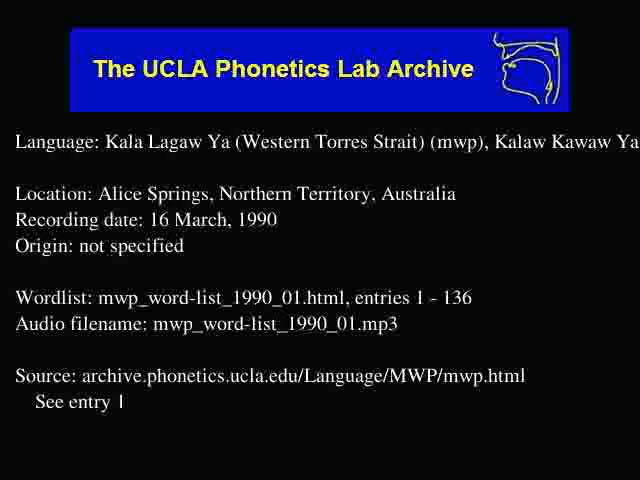 The UCLA Phonetics Lab Archive
Language: Kala Lagaw Ya (Western Torres Strait) (mwp), Kalaw Kawaw Ya
Location: Alice Springs, Northern Territory, Australia
Recording date: 16 March, 1990
Origin: not specified
Wordlist: mwp_word-list_1990_01.html, entries 1 - 136
Audio filename: mwp_word-list_1990_01.mp3
Source: archive.phonetics.ucla.edu/Language/MWP/mwp.html
See entry 1